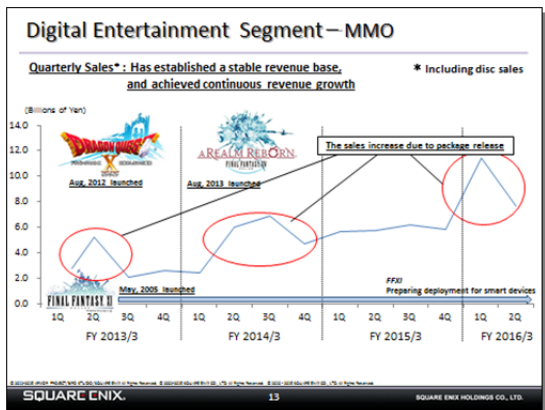 Digital Entertainment Segment – MMO
Quarterly Sales* : Has established a stable revenue base,
and achieved continuous revenue growth
* Including disc sales
(Billions of Yen)
14.0
12.0
10.0
8.0
6.0
4.0
2.0
0.0
DRAGON QUEST
X
Aug, 2012 launched
A REALM REBORN
FINAL FANTASY XIV
Aug, 2013 launched
The sales increase due to package release
FINAL FANTASY XI
May, 2005 launched
FFXI
Preparing deployment for smart devices
1Q 2Q 3Q 4Q 1Q 2Q 3Q 4Q 1Q 2Q 3Q 4Q 1Q 2Q
FY 2013/3 FY 2014/3 FY 2015/3 FY 2016/3
SQUARE ENIX.
13
SQUARE ENIX HOLDINGS CO., LTD.